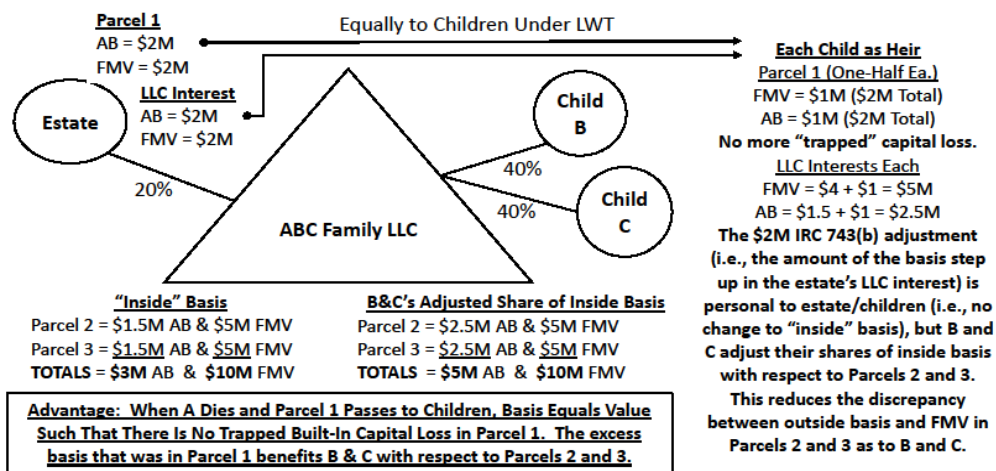 Parcel 1
AB = $2M
FMV = $2M
Equally to Children Under LWT
LLC Interest
AB = $2M
FMV = $2M
Estate
20%
ABC Family LLC
Child
B
40%
40%
Child
C
Each Child as Heir
Parcel 1 (One-Half Ea.)
FMV = $1M ($2M Total)
AB = $1M ($2M Total)
No more “trapped” capital loss.
LLC Interests Each
FMV = $4 + $1 = $5M
AB = $1.5 + $1 = $2.5M
The $2M IRC 743(b) adjustment
(i.e., the amount of the basis step
up in the estate’s LLC interest) is
personal to estate/children (i.e., no
change to “inside” basis), but B and
C adjust their shares of inside basis
with respect to Parcels 2 and 3.
This reduces the discrepancy
between outside basis and FMV in
Parcels 2 and 3 as to B and C.
“Inside” Basis
Parcel 2 = $1.5M AB & $5M FMV
Parcel 3 = $1.5M AB & $5M FMV
TOTALS = $3M AB & $10M FMV
B&C’s Adjusted Share of Inside Basis
Parcel 2 = $2.5M AB & $5M FMV
Parcel 3 = $2.5M AB & $5M FMV
TOTALS = $5M AB & $10M FMV
Advantage: When A Dies and Parcel 1 Passes to Children, Basis Equals Value
Such That There Is No Trapped Built-In Capital Loss in Parcel 1. The excess
basis that was in Parcel 1 benefits B & C with respect to Parcels 2 and 3.